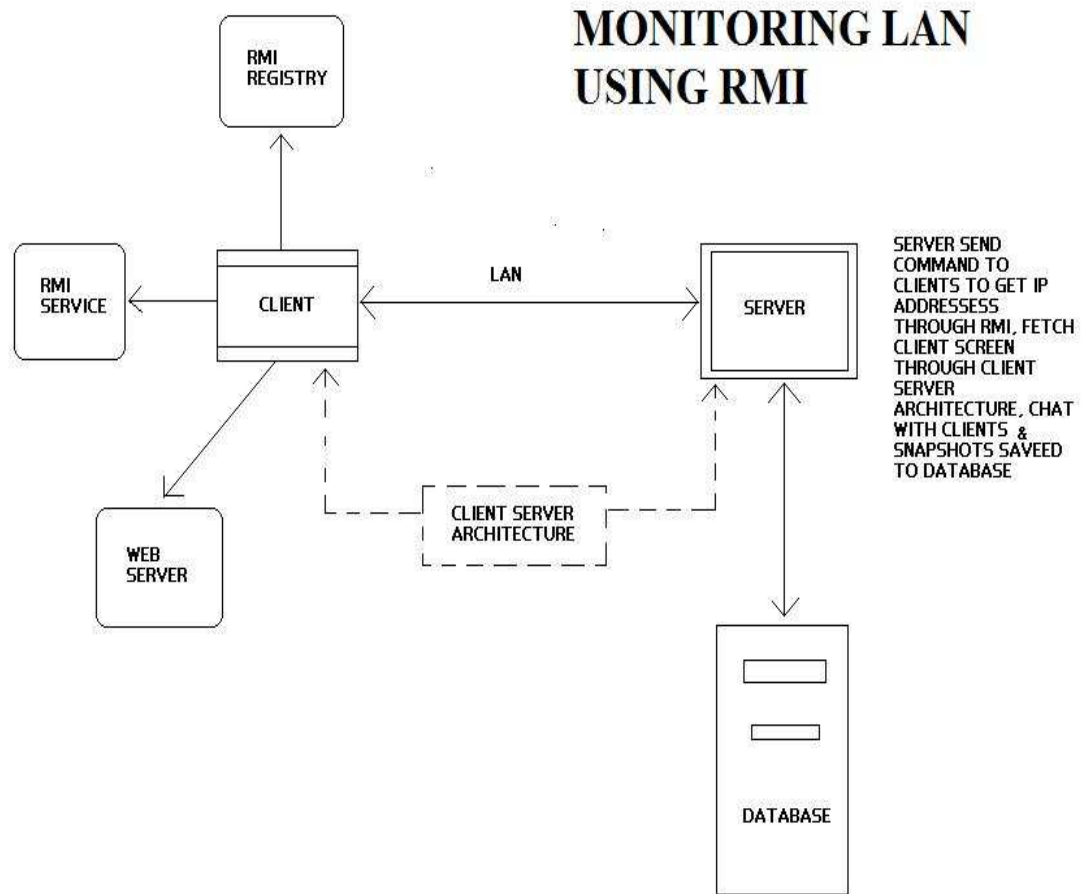 MONITORING LAN
USING RMI
RMI
REGISTRY
RMI
SERVICE
CLIENT
LAN
SERVER
SERVER SEND
COMMAND TO
CLIENTS TO GET IP
ADDRESSESS
THROUGH RMI, FETCH
CLIENT SCREEN
THROUGH CLIENT
SERVER
ARCHITECTURE, CHAT
WITH CLIENTS &
SNAPSHOTS SAVEED
TO DATABASE
CLIENT SERVER
ARCHITECTURE
WEB
SERVER
DATABASE